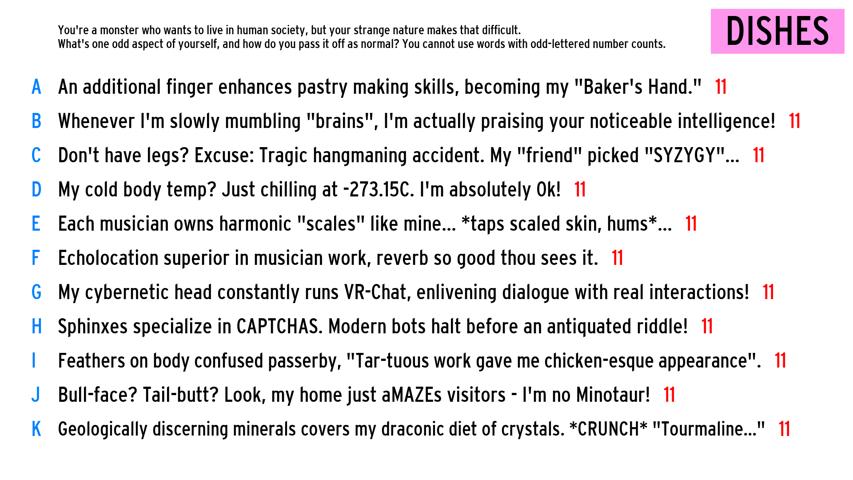 You're a monster who wants to live in human society, but your strange nature makes that difficult.
What's one odd aspect of yourself, and how do you pass it off as normal? You cannot use words with odd-lettered number counts.
DISHES
A An additional finger enhances pastry making skills, becoming my "Baker's Hand." 11
B Whenever I'm slowly mumbling "brains", I'm actually praising your noticeable intelligence! 11
C Don't have legs? Excuse: Tragic hangmaning accident. My "friend" picked "SYZYGY"... 11
D My cold body temp? Just chilling at -273.15C. I'm absolutely 0k! 11
E Each musician owns harmonic "scales" like mine... *taps scaled skin, hums*... 11
F Echolocation superior in musician work, reverb so good thou sees it. 11
G My cybernetic head constantly runs VR-Chat, enlivening dialogue with real interactions! 11
H Sphinxes specialize in CAPTCHAS. Modern bots halt before an antiquated riddle! 11
I Feathers on body confused passerby, "Tar-tuous work gave me chicken-esque appearance". 11
J Bull-face? Tail-butt? Look, my home just aMAZEs visitors - I'm no Minotaur! 11
K Geologically discerning minerals covers my draconic diet of crystals. *CRUNCH* "Tourmaline..." 11